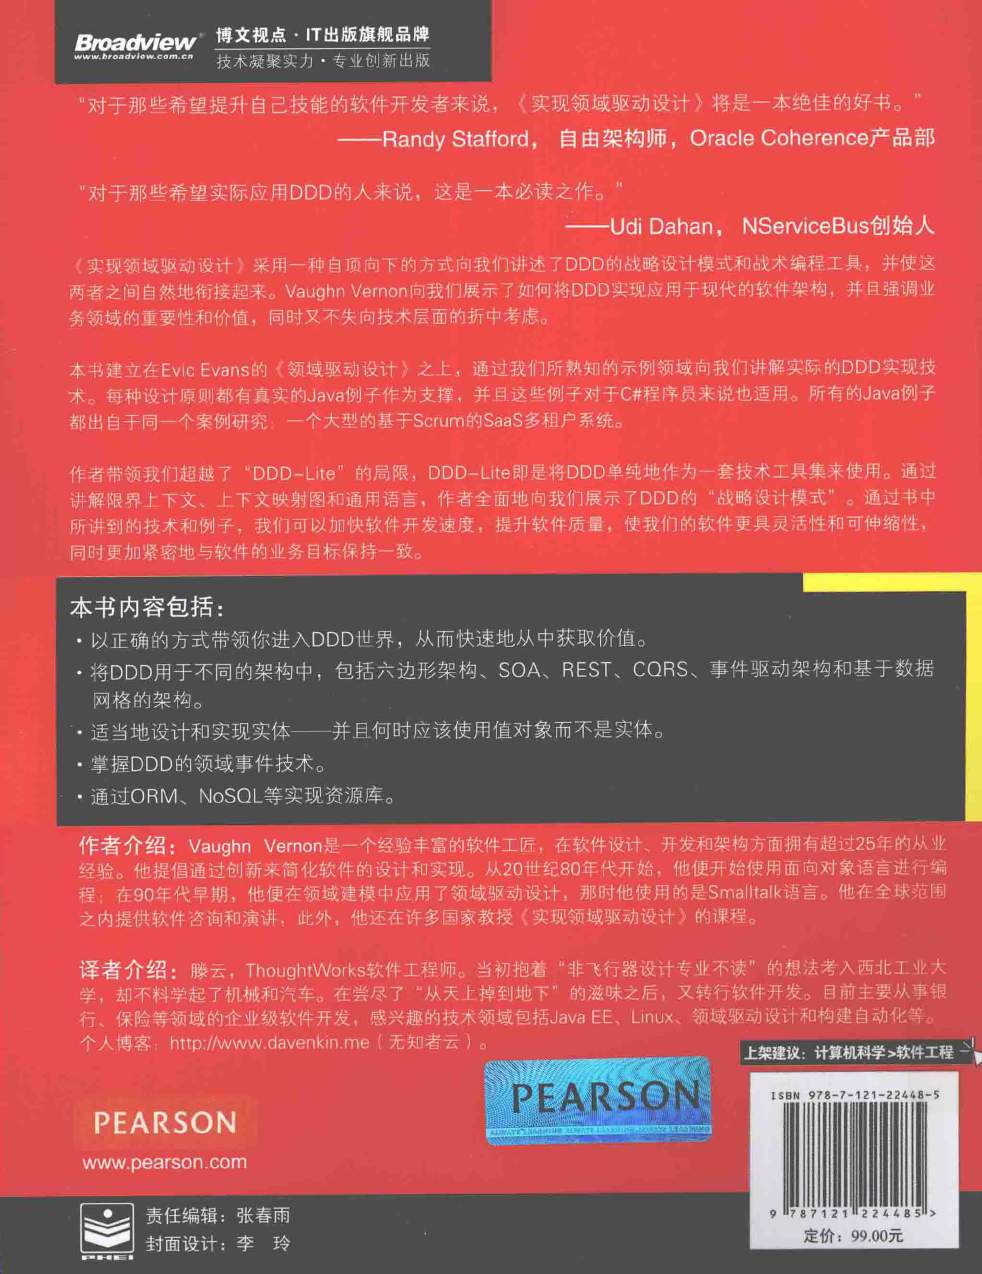 Broadview
www.broadview.com.cn
博文视点·IT出版旗舰品牌
技术凝聚实力·专业创新出版
“对于那些希望提升自己技能的软件开发者来说，《实现领域驱动设计》将是一本绝佳的好书。”
——Randy Stafford， 自由架构师，Oracle Coherence产品部
“对于那些希望实际应用DDD的人来说，这是一本必读之作。”
——Udi Dahan， NServiceBus创始人
《实现领域驱动设计》采用一种自顶向下的方式向我们讲述了DDD的战略设计模式和战术编程工具，并使这
两者之间自然地衔接起来。Vaughn Vernon向我们展示了如何将DDD实现应用于现代的软件架构，并且强调业
务领域的重要性和价值，同时又不失向技术层面的折中考虑。
本书建立在Evic Evans的《领域驱动设计》之上，通过我们所熟知的示例领域向我们讲解实际的DDD实现技
术。每种设计原则都有真实的Java例子作为支撑，并且这些例子对于C#程序员来说也适用。所有的Java例子
都出自于同一个案例研究：一个大型的基于Scrum的SaaS多租户系统。
作者带领我们超越了“DDD-Lite”的局限，DDD-Lite即是将DDD单纯地作为一套技术工具集来使用。通过
讲解限界上下文、上下文映射图和通用语言，作者全面地向我们展示了DDD的“战略设计模式”。通过书中
所讲到的技术和例子，我们可以加快软件开发速度，提升软件质量，使我们的软件更具灵活性和可伸缩性，
同时更加紧密地与软件的业务目标保持一致。
本书内容包括：
·以正确的方式带领你进入DDD世界，从而快速地从中获取价值。
·将DDD用于不同的架构中，包括六边形架构、SOA、REST、CQRS、事件驱动架构和基于数据
网格的架构。
·适当地设计和实现实体——并且何时应该使用值对象而不是实体。
·掌握DDD的领域事件技术。
·通过ORM、NoSQL等实现资源库。
作者介绍：Vaughn Vernon是一个经验丰富的软件工匠，在软件设计、开发和架构方面拥有超过25年的从业
经验。他提倡通过创新来简化软件的设计和实现。从20世纪80年代开始，他便开始使用面向对象语言进行编
程；在90年代早期，他便在领域建模中应用了领域驱动设计，那时他使用的是Smalltalk语言。他在全球范围
之内提供软件咨询和演讲，此外，他还在许多国家教授《实现领域驱动设计》的课程。
译者介绍：滕云，ThoughtWorks软件工程师。当初抱着“非飞行器设计专业不读”的想法考入西北工业大
学，却不料学起了机械和汽车。在尝尽了“从天上掉到地下”的滋味之后，又转行软件开发。目前主要从事银
行、保险等领域的企业级软件开发，感兴趣的技术领域包括Java EE、Linux、领域驱动设计和构建自动化等。
个人博客：http://www.davenkin.me（无知者云）。
上架建议：计算机科学>软件工程
PEARSON
ALWAYS LEARNING ALWAYS LEARNING ALWAYS LEARNING
ISBN 978-7-121-22448-5
9 787121 224485 >
定价：99.00元
PEARSON
www.pearson.com
PHEI
责任编辑：张春雨
封面设计：李 玲